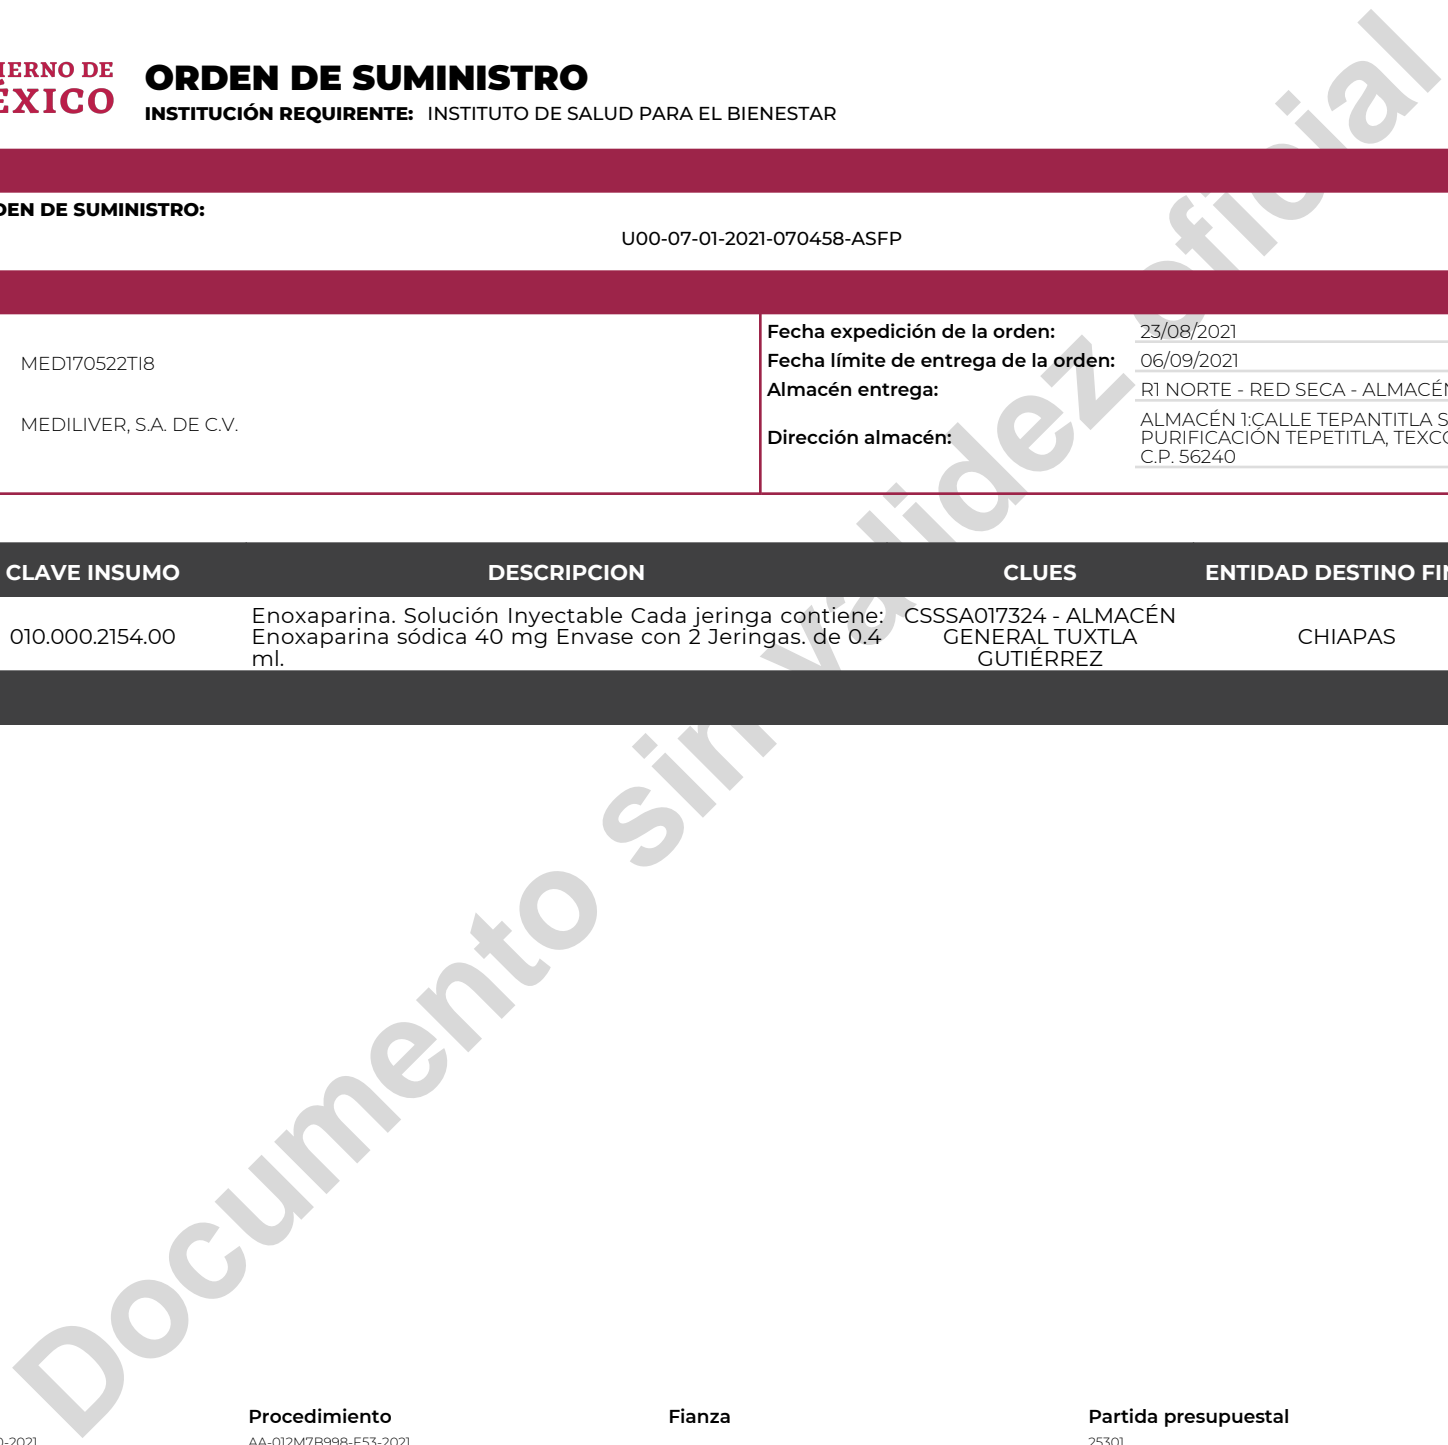 IERNO DE
ÉXICO
ORDEN DE SUMINISTRO
INSTITUCIÓN REQUIRENTE: INSTITUTO DE SALUD PARA EL BIENESTAR
DEN DE SUMINISTRO:
U00-07-01-2021-070458-ASFP
MED170522TI8
MEDILIVER, S.A. DE C.V.
Fecha expedición de la orden: 23/08/2021
Fecha límite de entrega de la orden: 06/09/2021
Almacén entrega: R1 NORTE - RED SECA - ALMACÉN
Dirección almacén: ALMACÉN 1:CALLE TEPANTITLA S
PURIFICACIÓN TEPETITLA, TEXCO
C.P. 56240
CLAVE INSUMO DESCRIPCION CLUES ENTIDAD DESTINO FIN
010.000.2154.00
Enoxaparina. Solución Inyectable Cada jeringa contiene:
Enoxaparina sódica 40 mg Envase con 2 Jeringas. de 0.4
ml.
CSSSA017324 - ALMACÉN
GENERAL TUXTLA
GUTIÉRREZ
CHIAPAS
Documento sin validez oficial
Procedimiento Fianza Partida presupuestal
0-2021 AA-012M7B998-E53-2021 25301